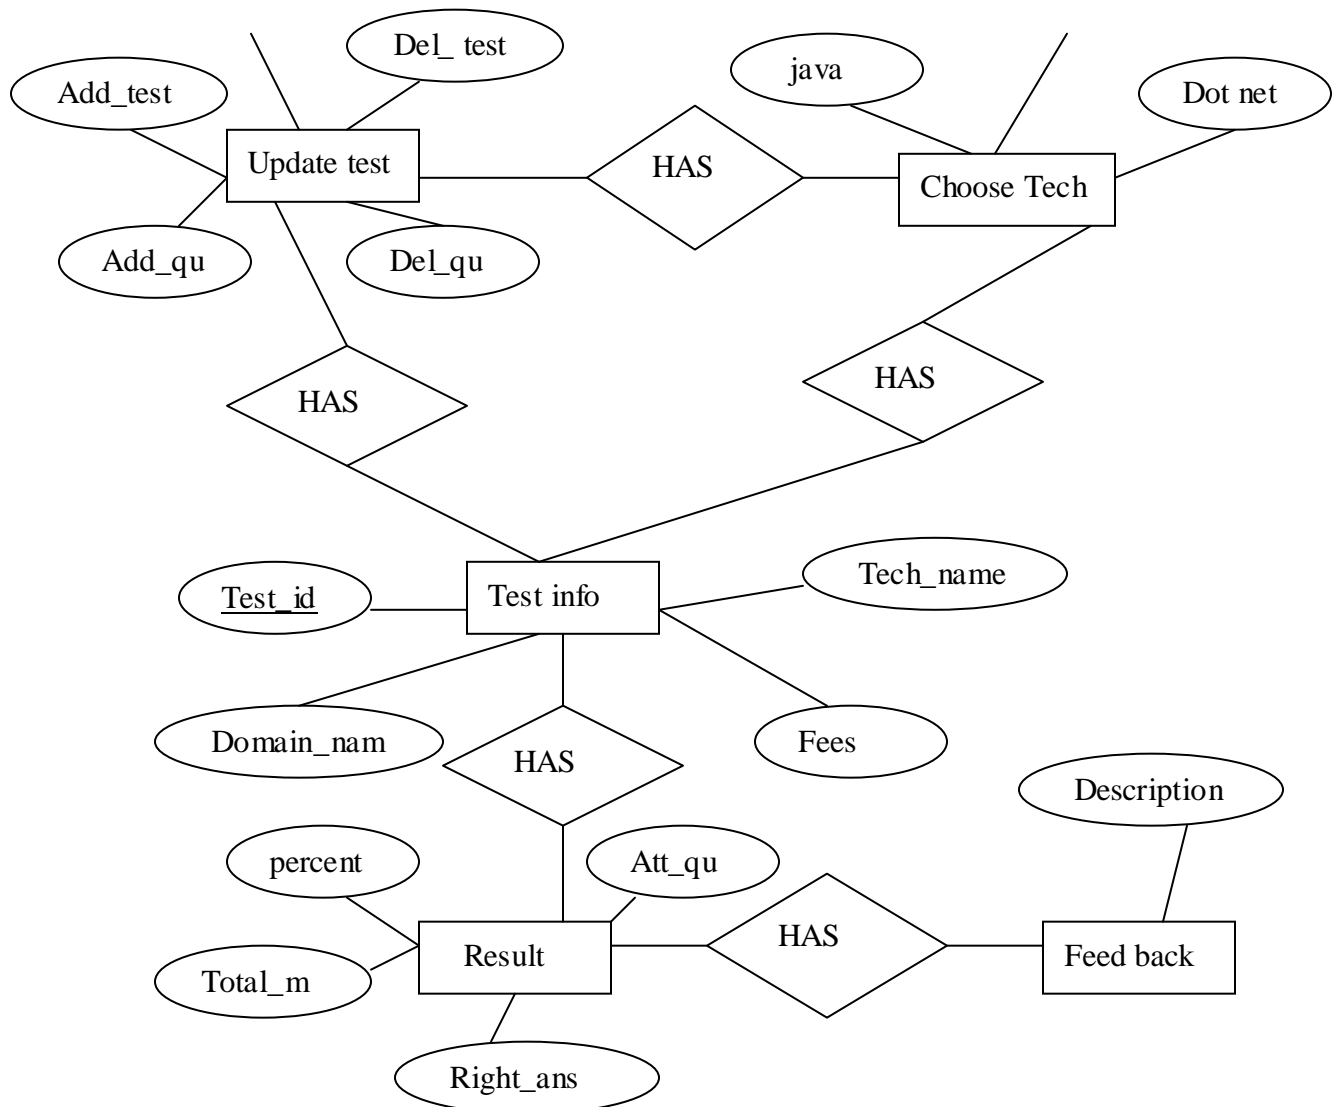 Del_ test
java
Add_test
Dot net
Update test
HAS
Choose Tech
Add_qu
Del_qu
HAS
HAS
Test_id
Test info
Tech_name
Domain_nam
HAS
Fees
Description
percent
Att_qu
Total_m
Result
HAS
Feed back
Right_ans